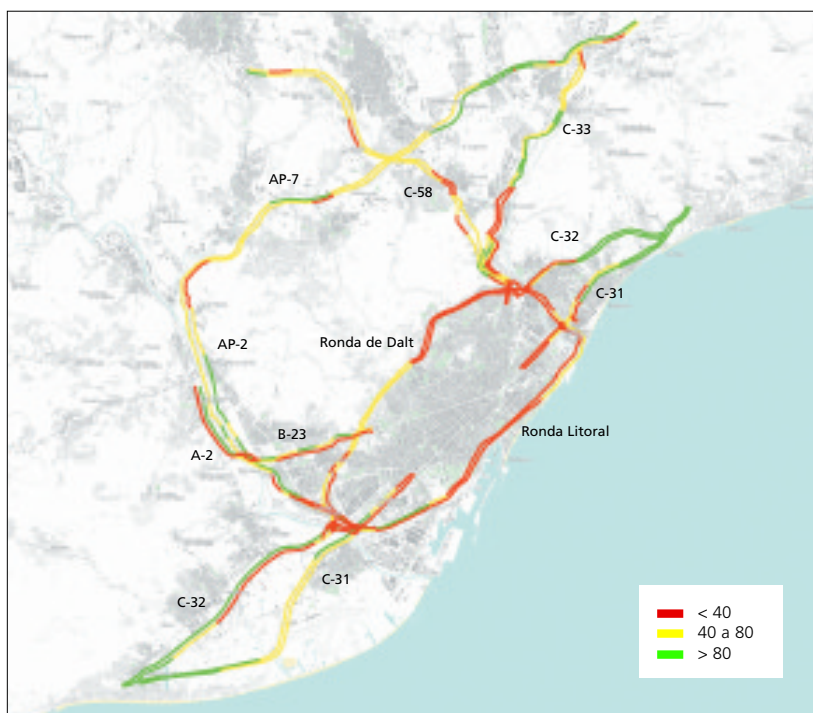 C-33
AP-7
C-58
C-32
C-31
AP-2
Ronda de Dalt
B-23
Ronda Litoral
A-2
C-31
C-32
< 40
40 a 80
> 80